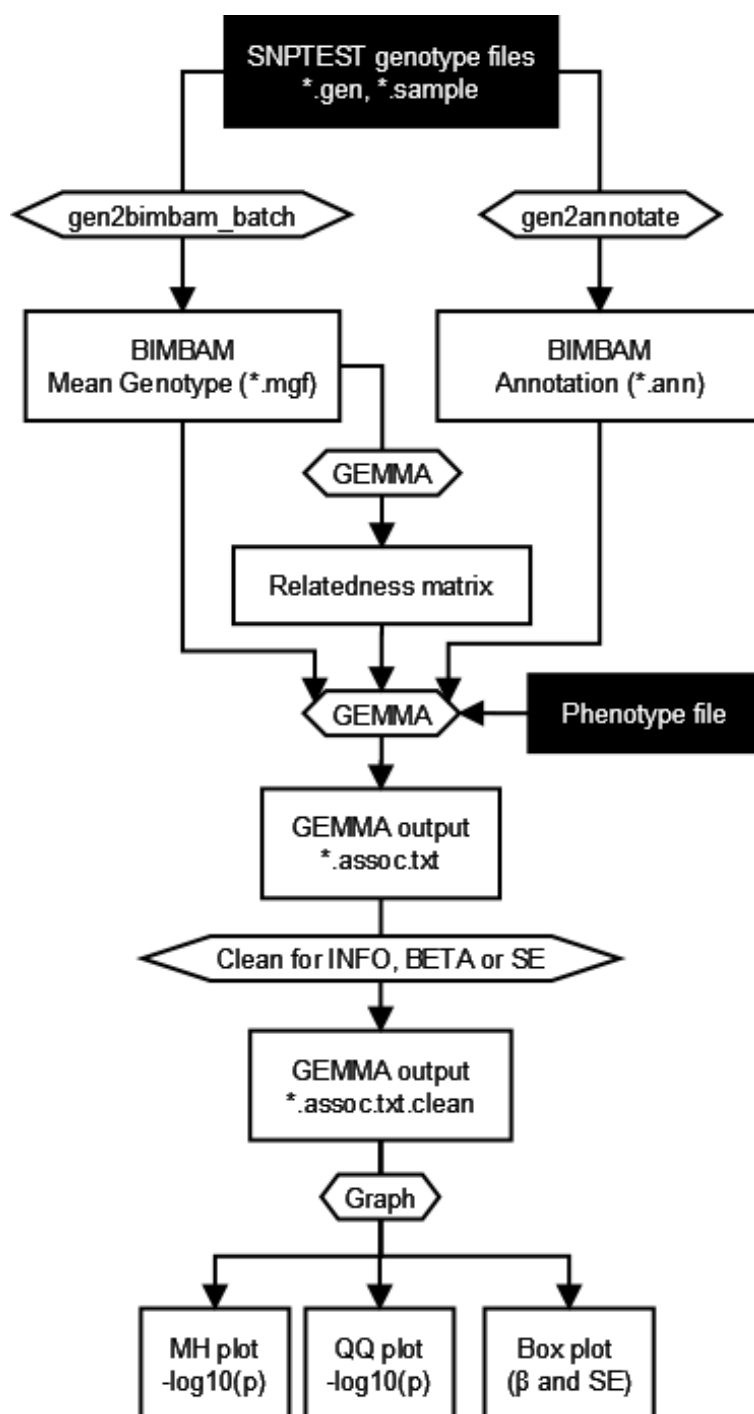 SNPTEST genotype files
*.gen, *.sample
gen2bimbam_batch
gen2annotate
BIMBAM
Mean Genotype (*.mgf)
BIMBAM
Annotation (*.ann)
GEMMA
Relatedness matrix
GEMMA
Phenotype file
GEMMA output
*.assoc.txt
Clean for INFO, BETA or SE
GEMMA output
*.assoc.txt.clean
Graph
MH plot
-log10(p)
QQ plot
-log10(p)
Box plot
(β and SE)